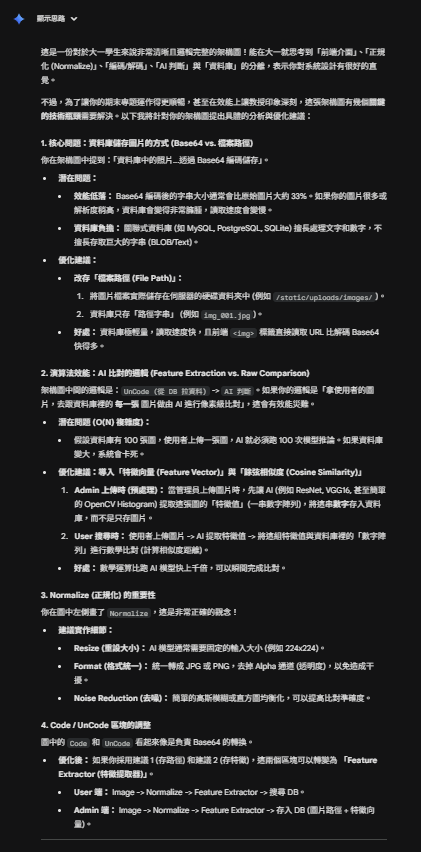 顯示思路
這是一份對於大一學生來說非常清晰且邏輯完整的架構圖！能在大一就思考到「前端介面」、「正規
化 (Normalize)」、「編碼/解碼」、「AI 判斷」與「資料庫」的分離，表示你對系統設計有很好的直
覺。
不過，為了讓你的期末專題運作得更順暢，甚至在效能上讓教授印象深刻，這張架構圖有幾個關鍵
的技術瓶頸需要解決。以下我將針對你的架構提出具體的分析與優化建議：
1. 核心問題：資料庫儲存圖片的方式 (Base64 vs. 檔案路徑)
你在架構圖中提到：「資料庫中的照片...透過 Base64 編碼儲存」。
• 潛在問題：
• 效能低落： Base64 編碼後的字串大小通常會比原始圖片大約 33%。如果你的圖片很多或
解析度稍高，資料庫會變得非常臃腫，讀取速度會變慢。
• 資料庫負擔： 關聯式資料庫 (如 MySQL, PostgreSQL, SQLite) 擅長處理文字和數字，不
擅長存取巨大的字串 (BLOB/Text)。
• 優化建議：
• 改存「檔案路徑 (File Path)」：
1. 將圖片檔案實際儲存在伺服器的硬碟資料夾中 (例如 /static/uploads/images/ )。
2. 資料庫只存「路徑字串」 (例如 img_001.jpg )。
• 好處： 資料庫極輕量，讀取速度快，且前端 <img> 標籤直接讀取 URL 比解碼 Base64
快得多。
2. 演算法效能：AI 比對的邏輯 (Feature Extraction vs. Raw Comparison)
架構圖中間的邏輯是： UnCode (從 DB 拉資料) -> AI 判斷 。如果你的邏輯是「拿使用者的圖
片，去跟資料庫裡的 每一張 圖片做由 AI 進行像素級比對」，這會有效能災難。
• 潛在問題 (O(N) 複雜度)：
• 假設資料庫有 100 張圖，使用者上傳一張圖，AI 就必須跑 100 次模型推論。如果資料庫
變大，系統會卡死。
• 優化建議：導入「特徵向量 (Feature Vector)」與「餘弦相似度 (Cosine Similarity)」
1. Admin 上傳時 (預處理)： 當管理員上傳圖片時，先讓 AI (例如 ResNet, VGG16, 甚至簡單
的 OpenCV Histogram) 提取這張圖的「特徵值」(一串數字陣列)，將這串數字存入資料
庫，而不是只存圖片。
2. User 搜尋時： 使用者上傳圖片 -> AI 提取特徵值 -> 將這組特徵值與資料庫裡的「數字陣
列」進行數學比對 (計算相似度距離)。
• 好處： 數學運算比跑 AI 模型快上千倍，可以瞬間完成比對。
3. Normalize (正規化) 的重要性
你在圖中左側畫了 Normalize ，這是非常正確的觀念！
• 建議實作細節：
• Resize (重設大小)： AI 模型通常需要固定的輸入大小 (例如 224x224)。
• Format (格式統一)： 統一轉成 JPG 或 PNG，去掉 Alpha 通道 (透明度)，以免造成干
擾。
• Noise Reduction (去噪)： 簡單的高斯模糊或直方圖均衡化，可以提高比對準確度。
4. Code / UnCode 區塊的調整
圖中的 Code 和 UnCode 看起來像是負責 Base64 的轉換。
• 優化後： 如果你採用建議 1 (存路徑) 和建議 2 (存特徵)，這兩個區塊可以轉變為 「Feature
Extractor (特徵提取器)」。
• User 端： Image -> Normalize -> Feature Extractor -> 搜尋 DB。
• Admin 端： Image -> Normalize -> Feature Extractor -> 存入 DB (圖片路徑 + 特徵向
量)。